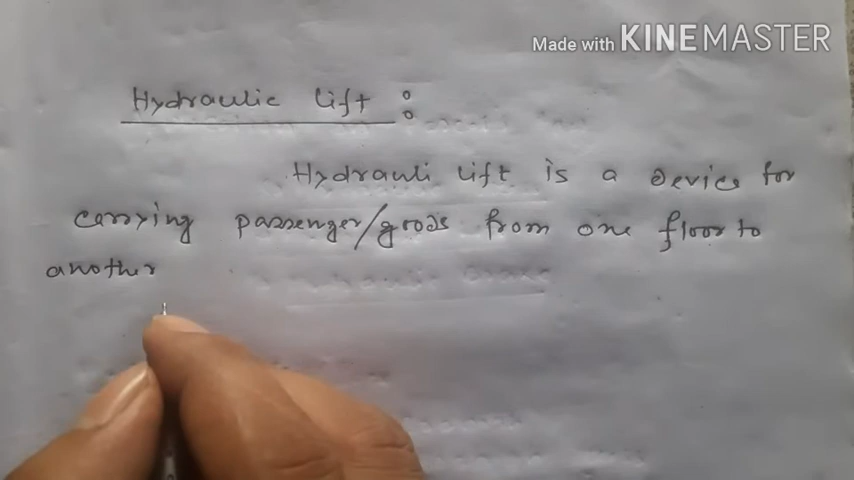 Made with KINEMASTER
Hydraulic lift :
Hydrauli lift is a device for
carrying passenger/goods from one floor to
another